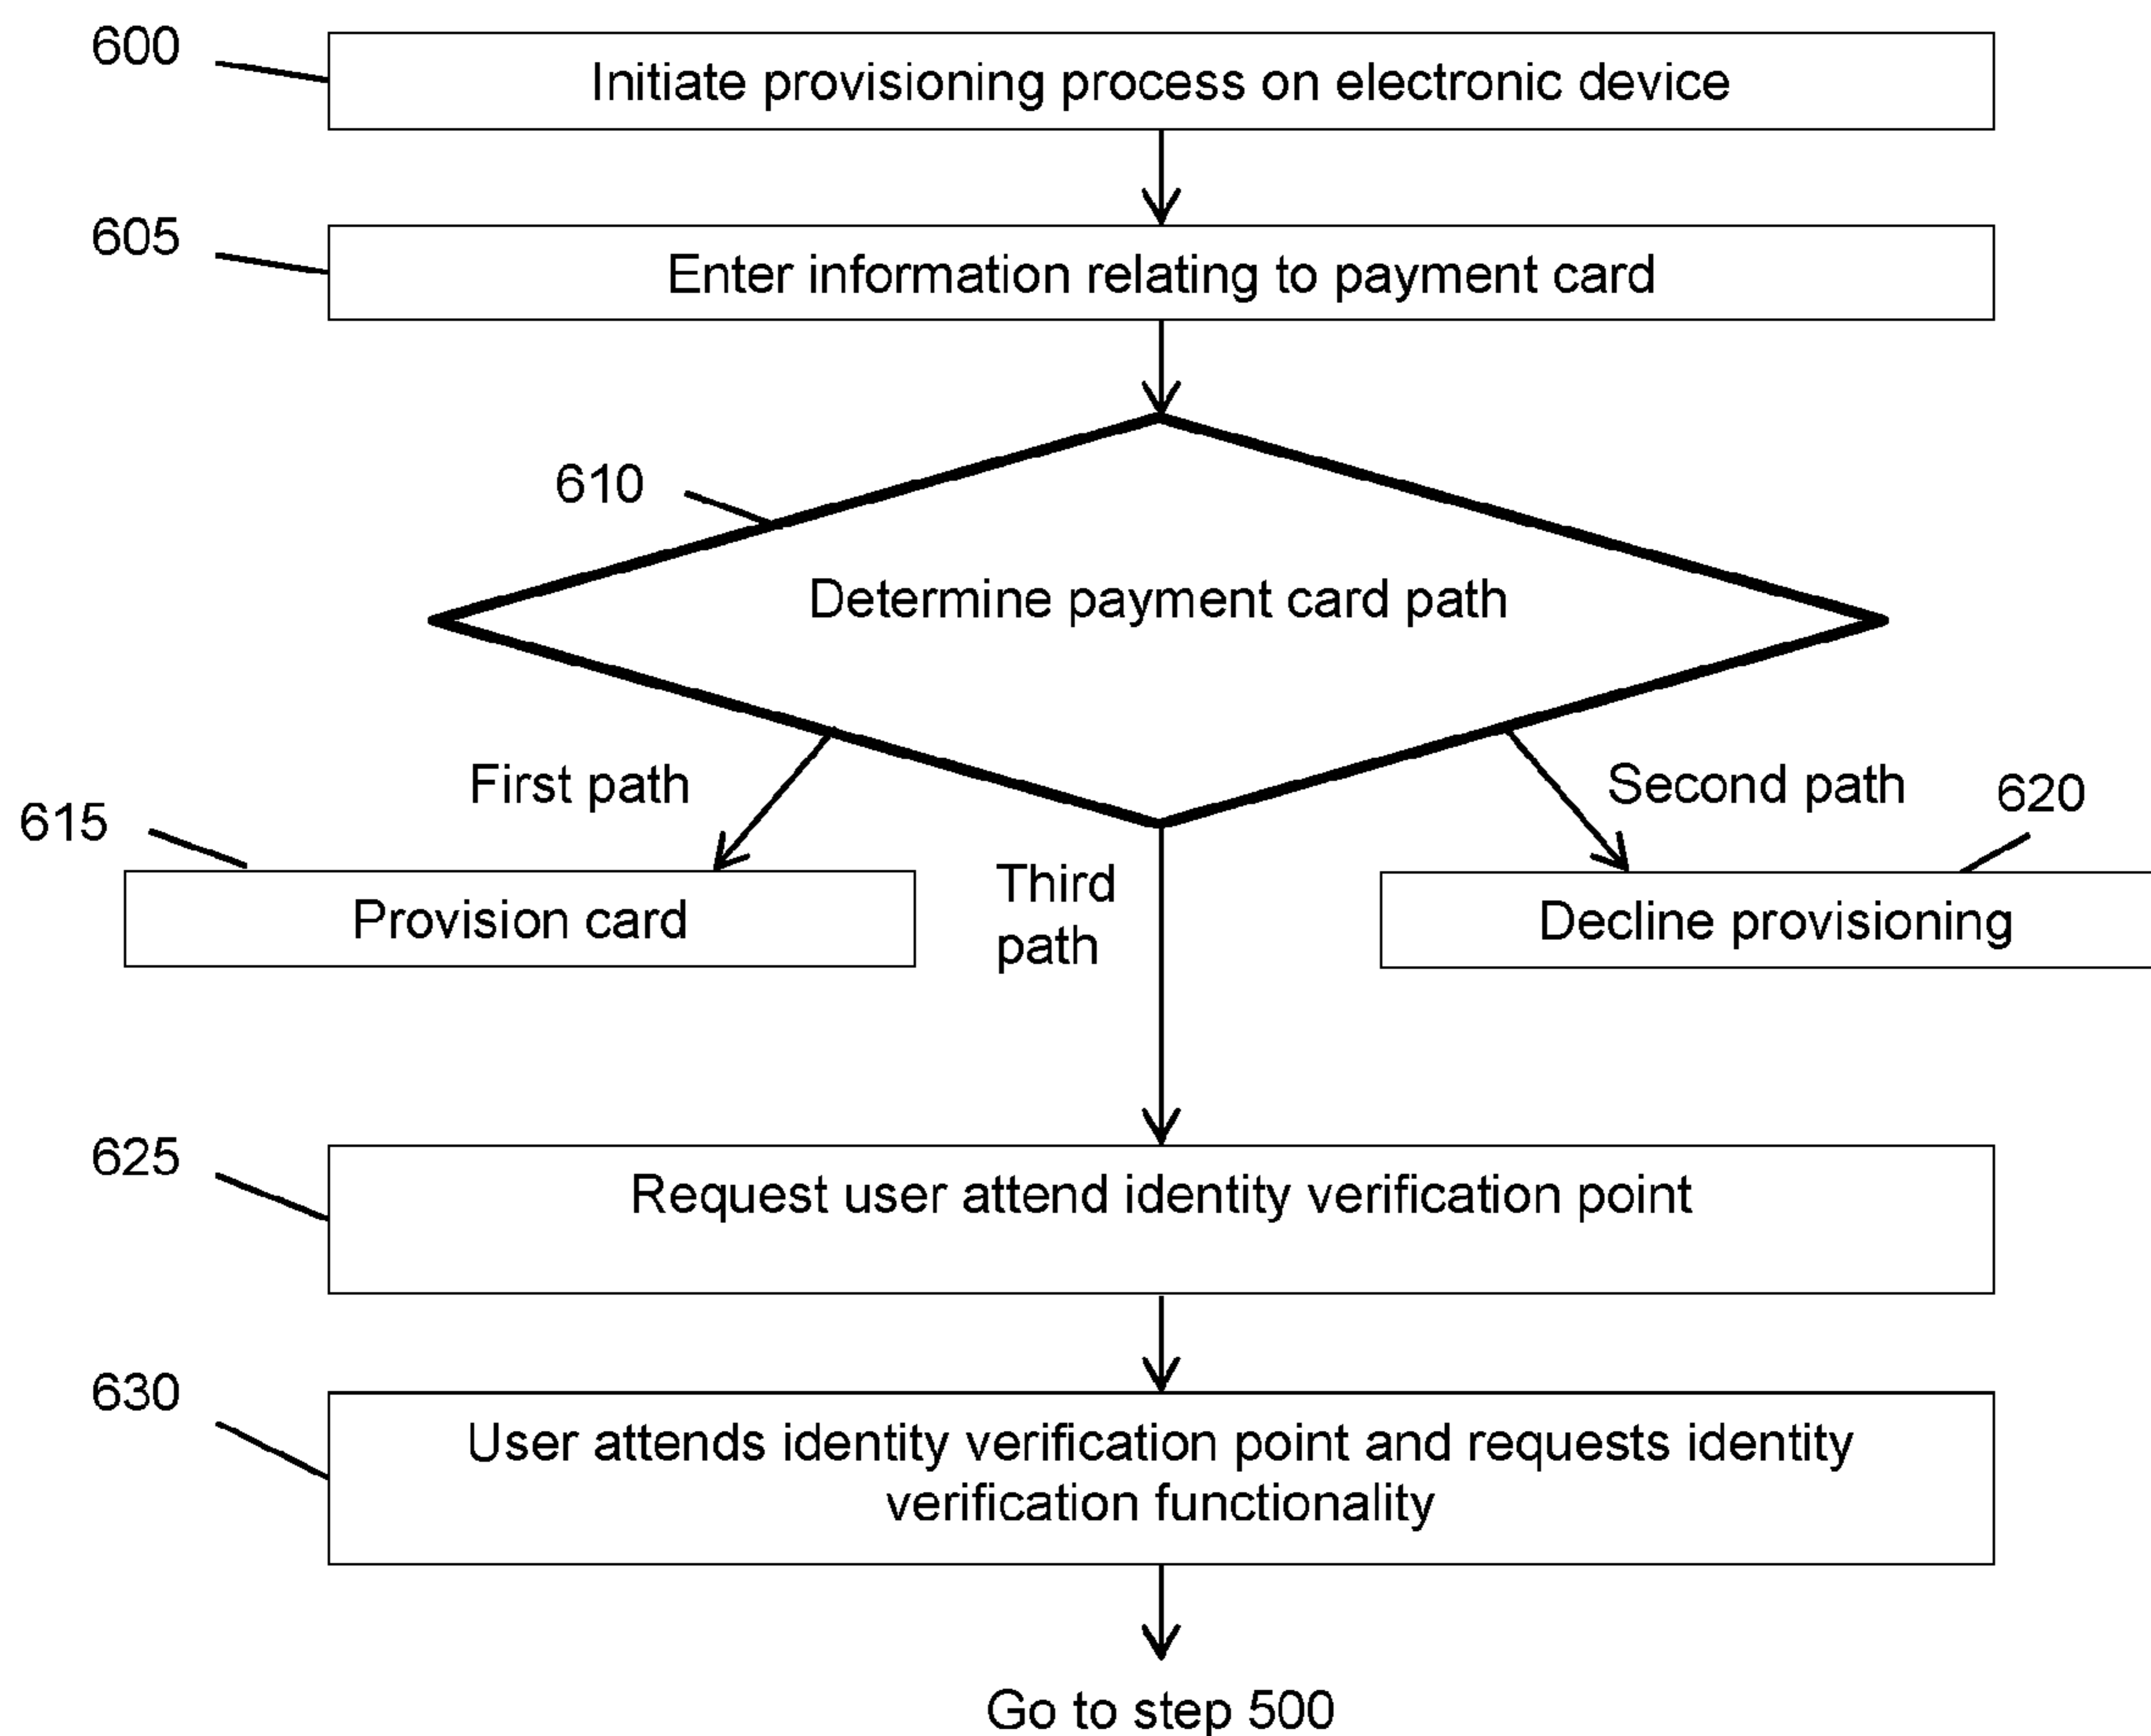 600
Initiate provisioning process on electronic device
605
Enter information relating to payment card
610
Determine payment card path
First path
Second path
620
615
Third
path
Provision card
Decline provisioning
625
Request user attend identity verification point
630
User attends identity verification point and requests identity
verification functionality
Go to step 500